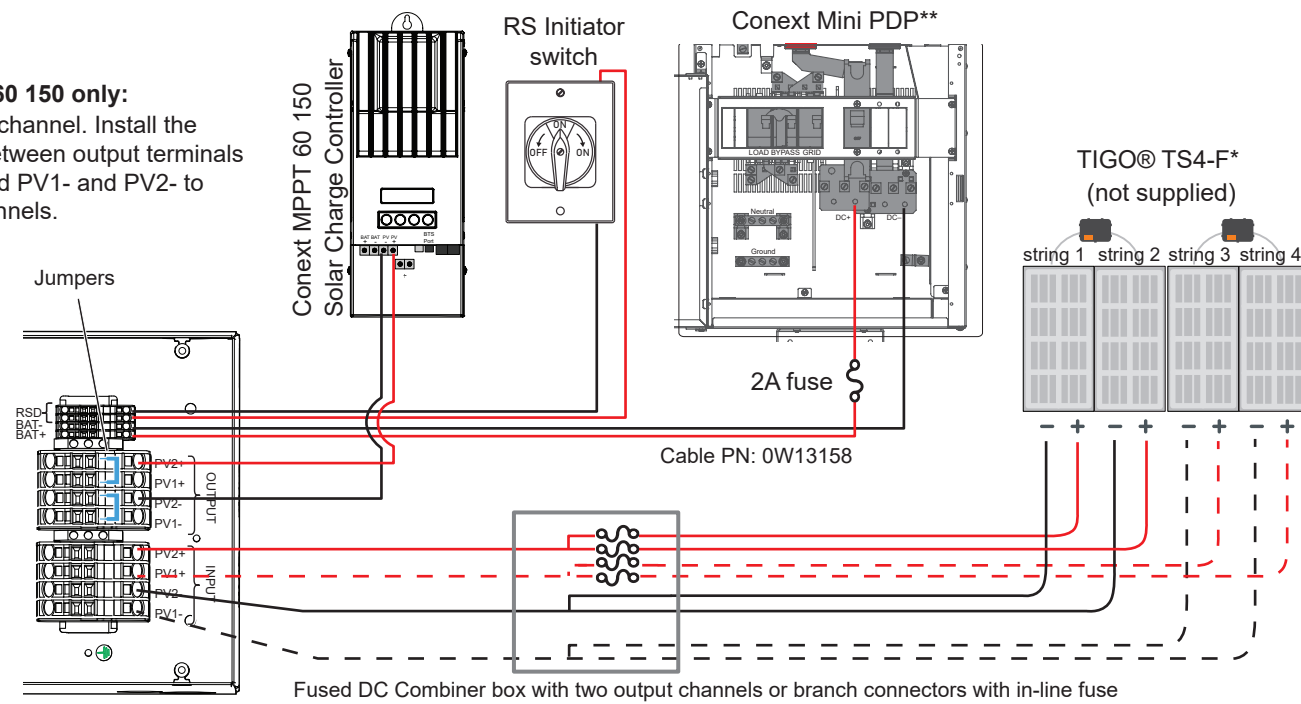 60 150 only:
channel. Install the
between output terminals
d PV1- and PV2- to
nnels.
Jumpers
Conext MPPT 60 150
Solar Charge Controller
BAT BAT PV PV
+ - - +
BTS
Port
+
RS Initiator
switch
ON
OFF
ON
Conext Mini PDP**
LOAD BYPASS GRID
Neutral
Ground
DC+
DC-
TIGO® TS4-F*
(not supplied)
string 1 string 2 string 3 string 4
- + - + - + - +
2A fuse
Cable PN: 0W13158
RSD
BAT-
BAT+
PV2+
PV1+
PV2-
PV1-
OUTPUT
PV2+
PV1+
PV2-
PV1-
INPUT
Fused DC Combiner box with two output channels or branch connectors with in-line fuse